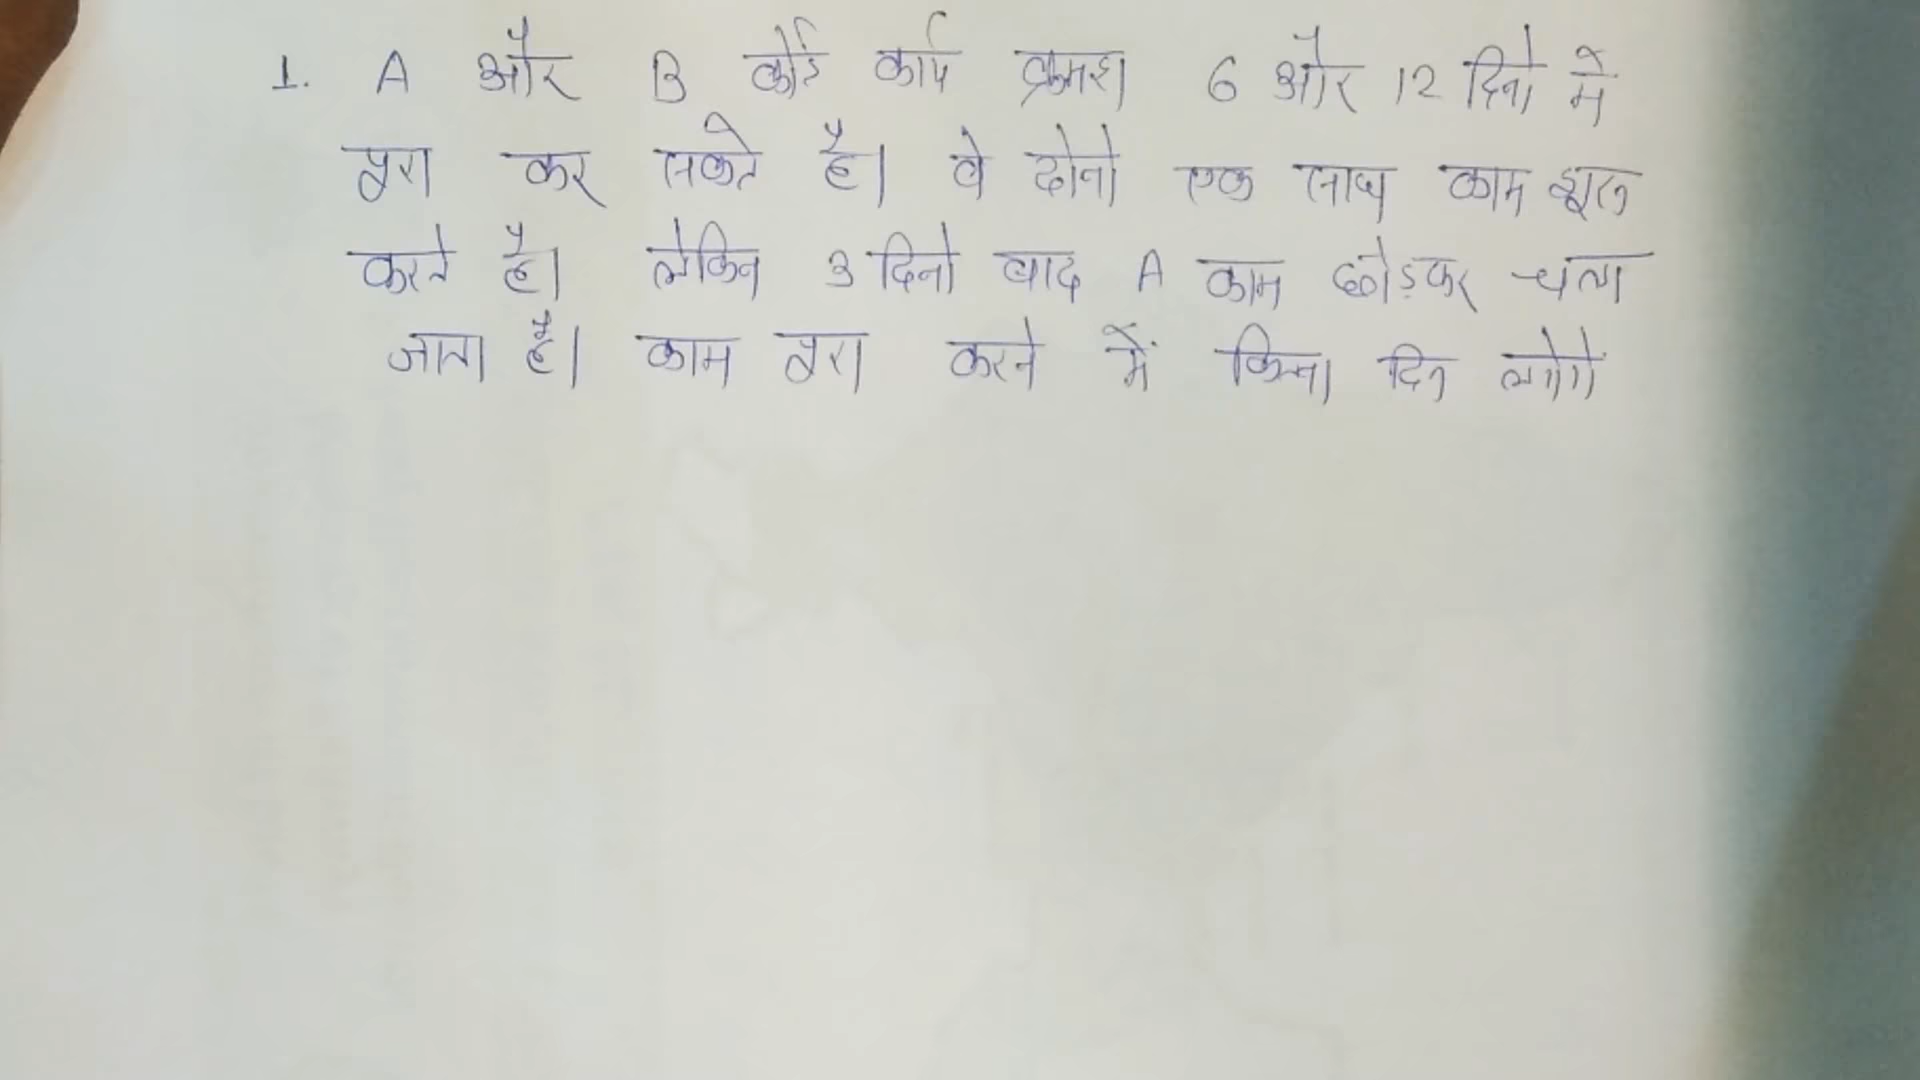 1. A और B कोई कार्य क्रमश 6 और 12 दिनो मे
पुरा कर सकते है। वे दोनो एक साथ काम शुरू
करते है। लेकिन 3 दिनो बाद A काम छोड़कर चला
जाता है। काम पुरा करने में कितना दिन लगेगे